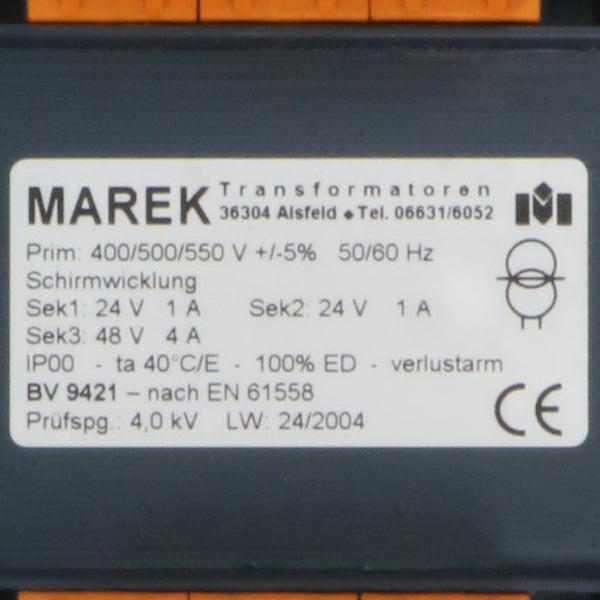 MAREK Transformatoren
36304 Alsfeld ♦ Tel. 06631/6052
Prim: 400/500/550 V +/-5% 50/60 Hz
Schirmwicklung
Sek1: 24 V 1 A Sek2: 24 V 1 A
Sek3: 48 V 4 A
IP00 - ta 40°C/E - 100% ED - verlustarm
BV 9421 – nach EN 61558
Prüfspg.: 4,0 kV LW: 24/2004
CE